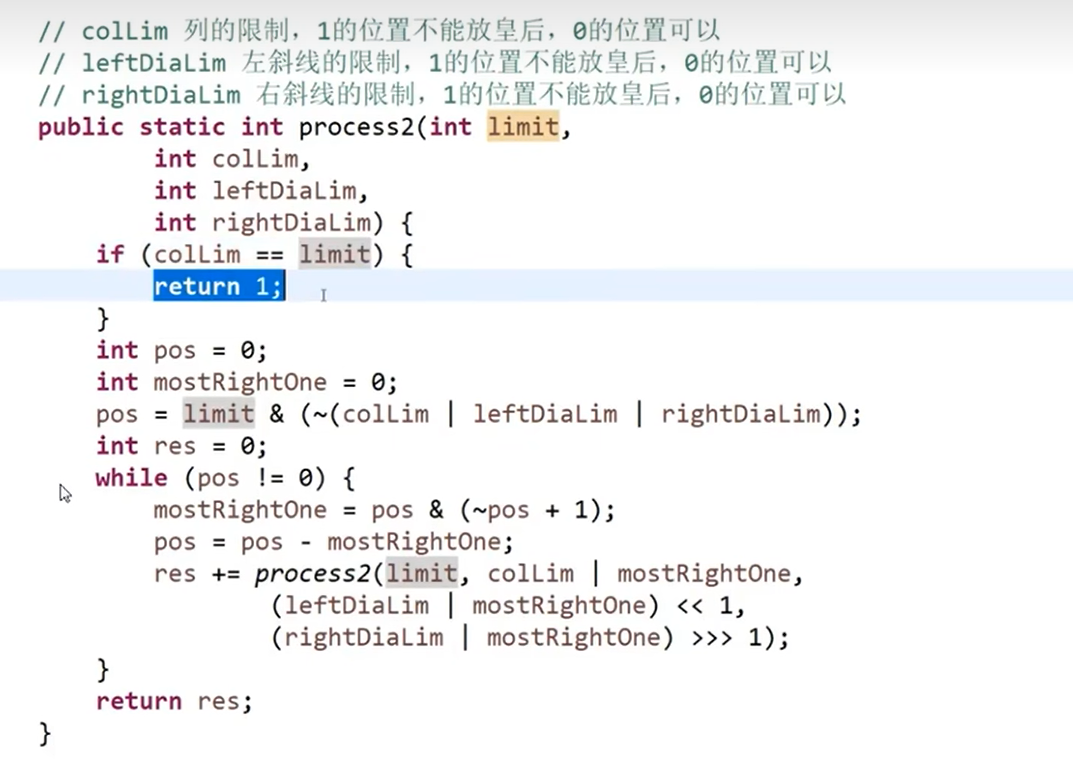 // colLim 列的限制，1的位置不能放皇后，0的位置可以
// leftDiaLim 左斜线的限制，1的位置不能放皇后，0的位置可以
// rightDiaLim 右斜线的限制，1的位置不能放皇后，0的位置可以
public static int process2(int limit,
        int colLim,
        int leftDiaLim,
        int rightDiaLim) {
    if (colLim == limit) {
        return 1;
    }
    int pos = 0;
    int mostRightOne = 0;
    pos = limit & (~(colLim | leftDiaLim | rightDiaLim));
    int res = 0;
    while (pos != 0) {
        mostRightOne = pos & (~pos + 1);
        pos = pos - mostRightOne;
        res += process2(limit, colLim | mostRightOne,
                (leftDiaLim | mostRightOne) << 1,
                (rightDiaLim | mostRightOne) >>> 1);
    }
    return res;
}